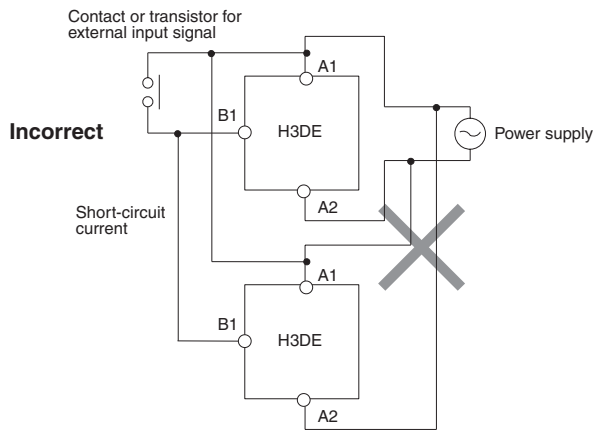 Contact or transistor for
external input signal
A1
B1
H3DE
Incorrect
Power supply
A2
Short-circuit
current
A1
B1
H3DE
A2